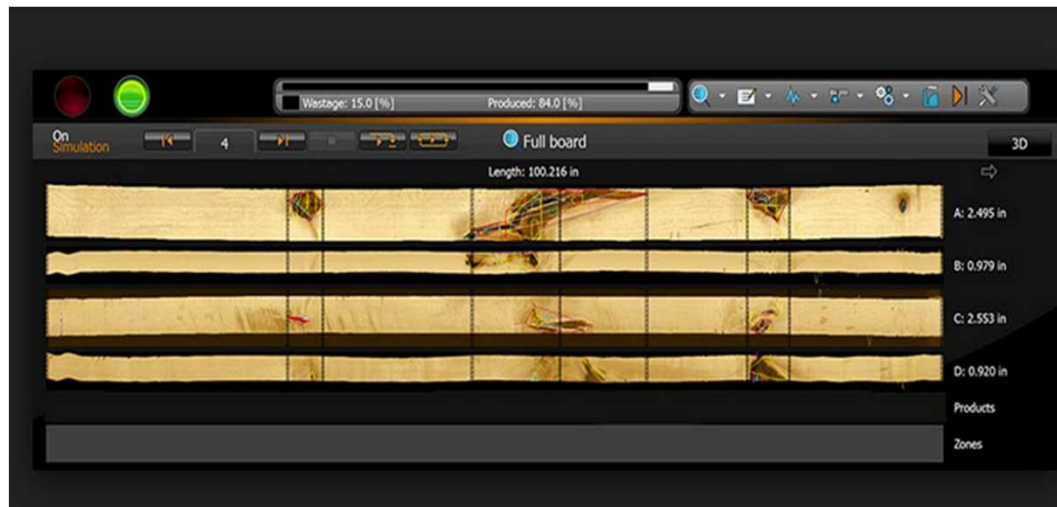 Wastage: 15.0 [%] Produced: 84.0 [%]
On
Simulation
4
Full board
3D
Length: 100.216 in
A: 2.495 in
B: 0.979 in
C: 2.553 in
D: 0.920 in
Products
Zones